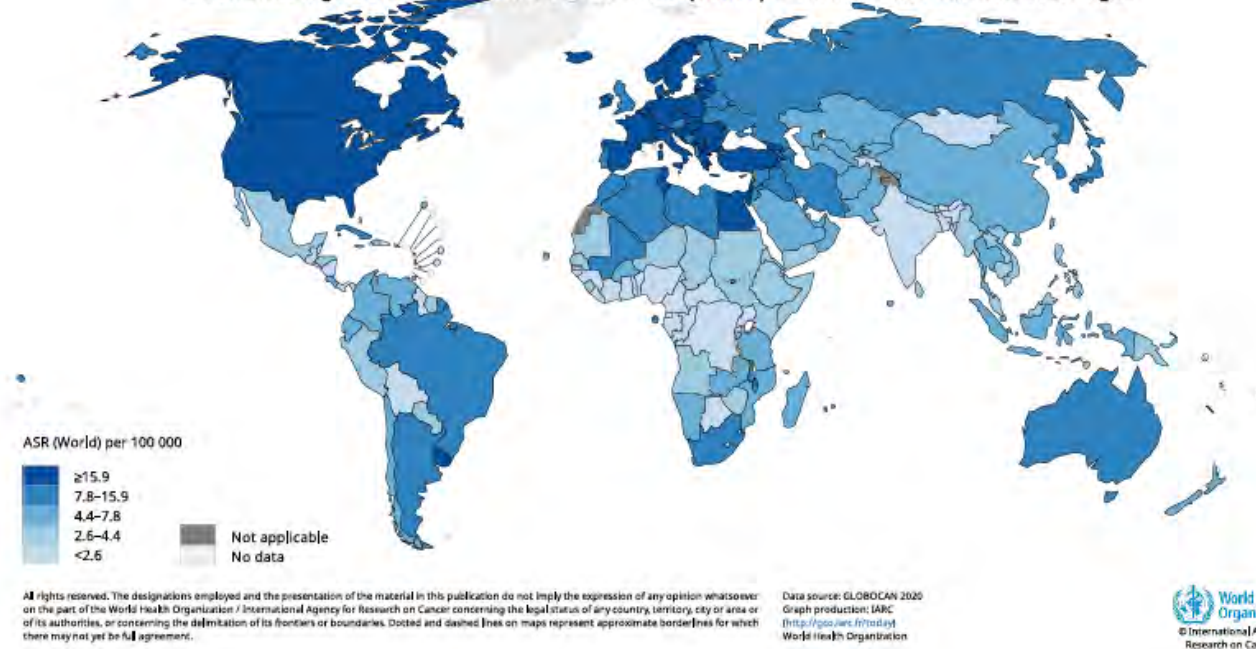 ASR (World) per 100 000
≥15.9
7.8–15.9
4.4–7.8
2.6–4.4
<2.6
Not applicable
No data
All rights reserved. The designations employed and the presentation of the material in this publication do not imply the expression of any opinion whatsoever
on the part of the World Health Organization / International Agency for Research on Cancer concerning the legal status of any country, territory, city or area or
of its authorities, or concerning the delimitation of its frontiers or boundaries. Dotted and dashed lines on maps represent approximate borderlines for which
there may not yet be full agreement.
Data source: GLOBOCAN 2020
Graph production: IARC
(http://gco.iarc.fr/today)
World Health Organization
World
Organi
© International A
Research on Ca